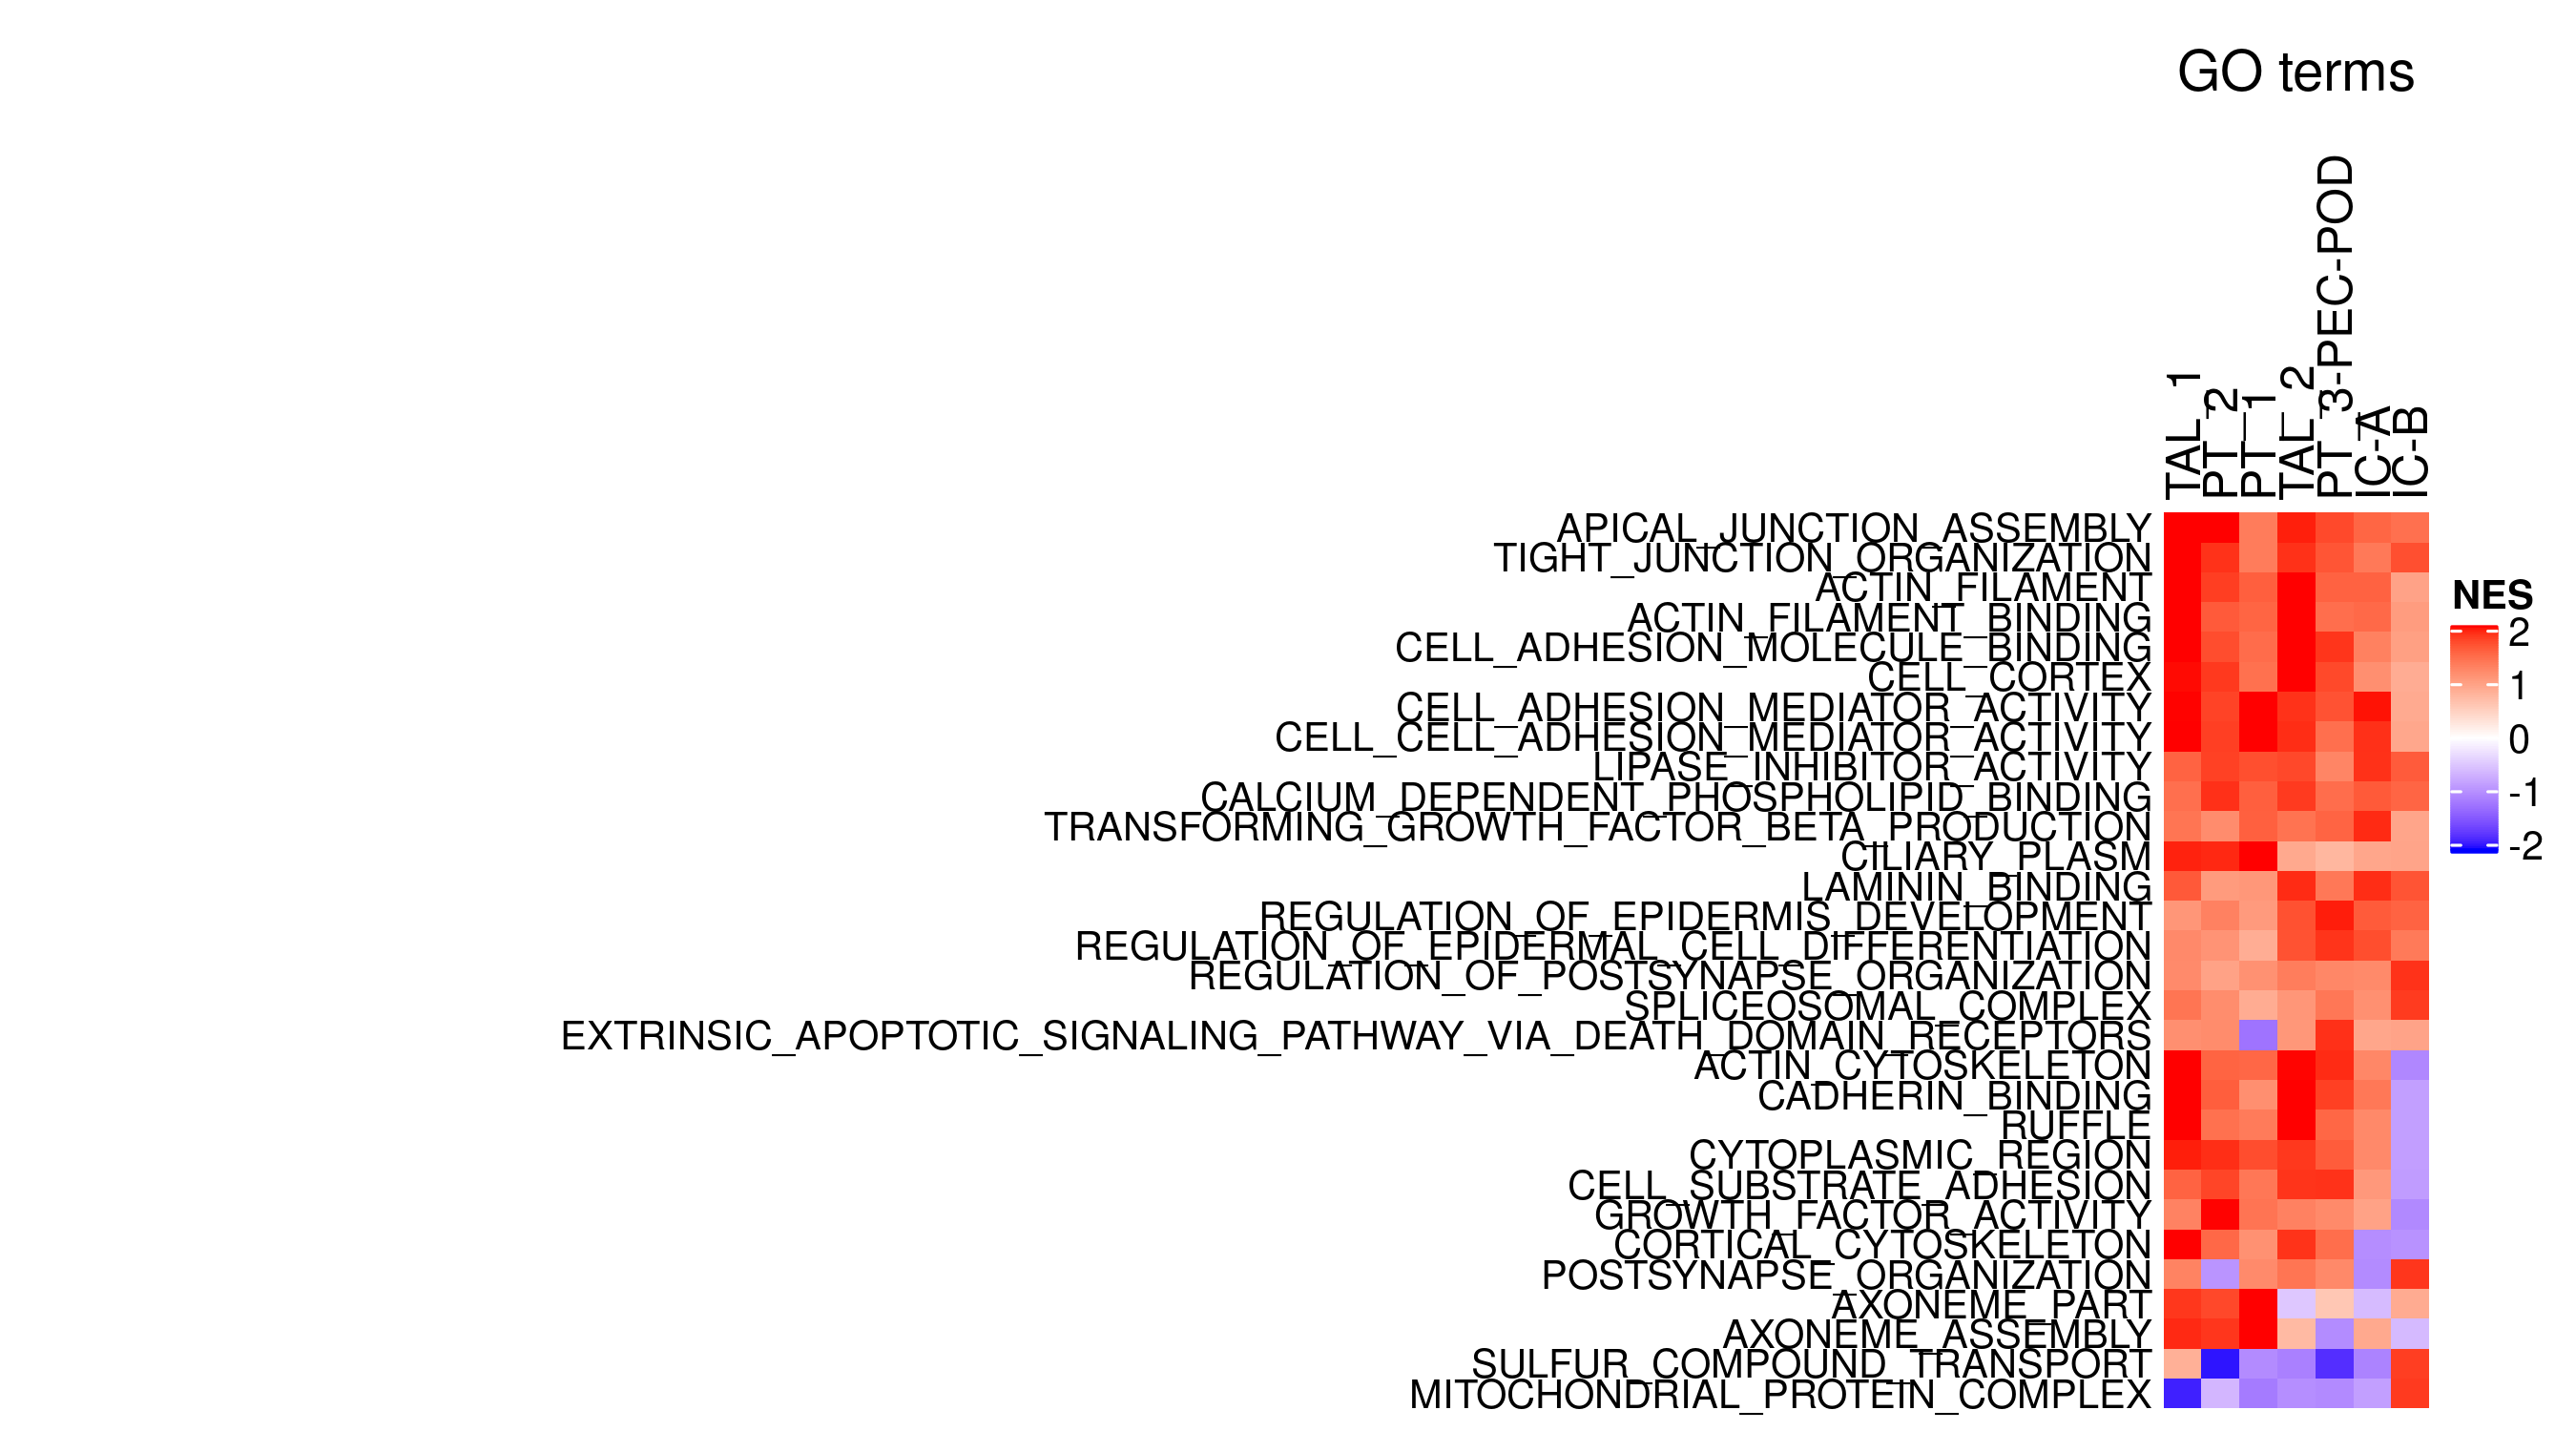 GO terms
TAL_1
PT_2
PT_1
TAL_2
PT_3-PEC-POD
IC-A
IC-B
APICAL_JUNCTION_ASSEMBLY
TIGHT_JUNCTION_ORGANIZATION
ACTIN_FILAMENT
ACTIN_FILAMENT_BINDING
CELL_ADHESION_MOLECULE_BINDING
CELL_CORTEX
CELL_ADHESION_MEDIATOR_ACTIVITY
CELL_CELL_ADHESION_MEDIATOR_ACTIVITY
LIPASE_INHIBITOR_ACTIVITY
CALCIUM_DEPENDENT_PHOSPHOLIPID_BINDING
TRANSFORMING_GROWTH_FACTOR_BETA_PRODUCTION
CILIARY_PLASM
LAMININ_BINDING
REGULATION_OF_EPIDERMIS_DEVELOPMENT
REGULATION_OF_EPIDERMAL_CELL_DIFFERENTIATION
REGULATION_OF_POSTSYNAPSE_ORGANIZATION
SPLICEOSOMAL_COMPLEX
EXTRINSIC_APOPTOTIC_SIGNALING_PATHWAY_VIA_DEATH_DOMAIN_RECEPTORS
ACTIN_CYTOSKELETON
CADHERIN_BINDING
RUFFLE
CYTOPLASMIC_REGION
CELL_SUBSTRATE_ADHESION
GROWTH_FACTOR_ACTIVITY
CORTICAL_CYTOSKELETON
POSTSYNAPSE_ORGANIZATION
AXONEME_PART
AXONEME_ASSEMBLY
SULFUR_COMPOUND_TRANSPORT
MITOCHONDRIAL_PROTEIN_COMPLEX
NES
2
1
0
-1
-2